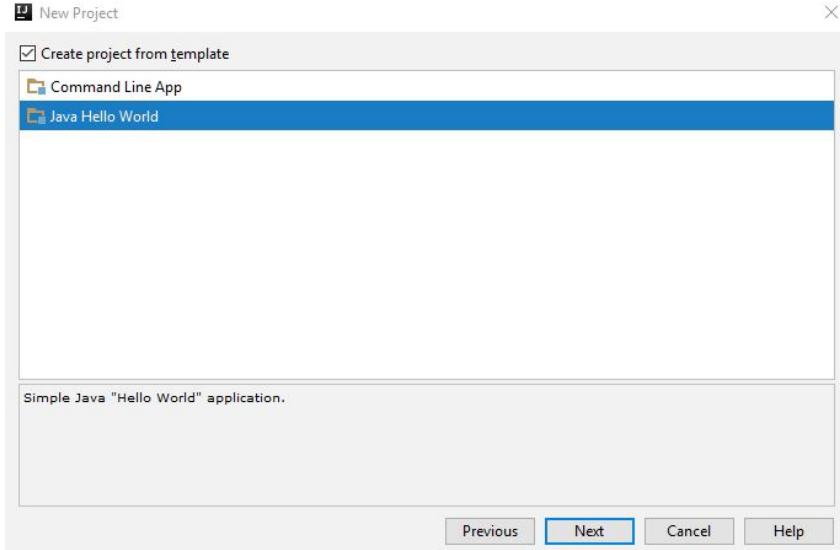 IJ New Project
Create project from template
Command Line App
Java Hello World
Simple Java "Hello World" application.
Previous Next Cancel Help